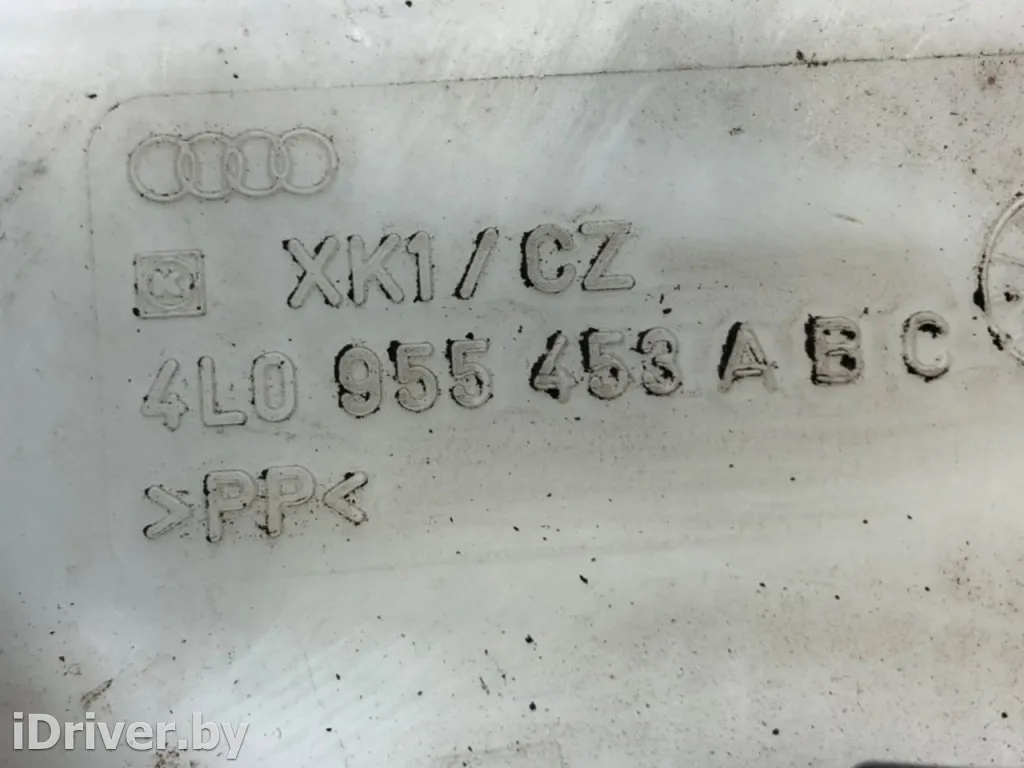 XK1/CZ
K
4L0 955 453 A B C
>PP<
iDriver.by